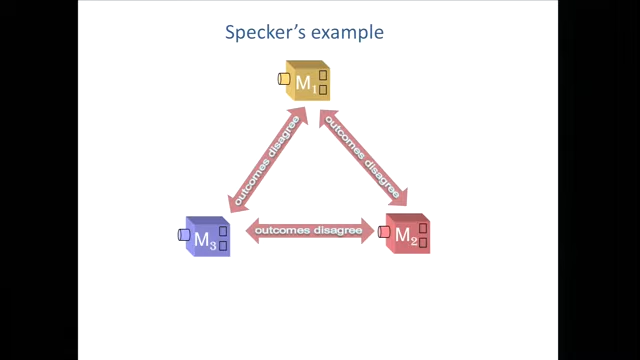 Specker's example
M1
outcomes disagree
outcomes disagree
M3
outcomes disagree
M2